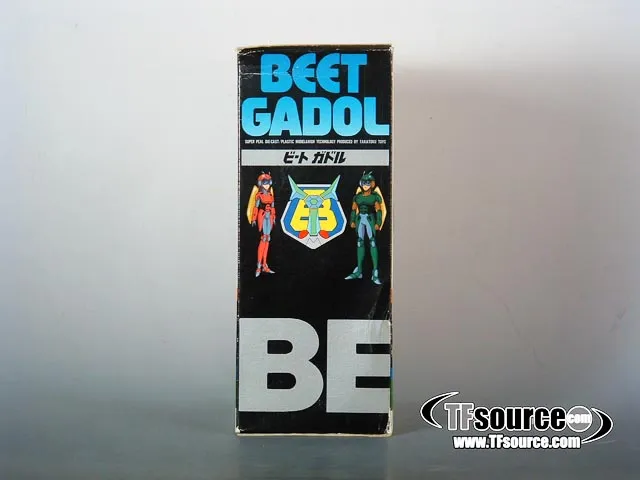 BEET
GADOL
SUPER REAL DIE-CAST/PLASTIC MODELARISH TECHNOLOGY PRODUCED BY TAKATOKU TOYS
ビート ガドル
B
BE
TFsource.com
www.TFsource.com